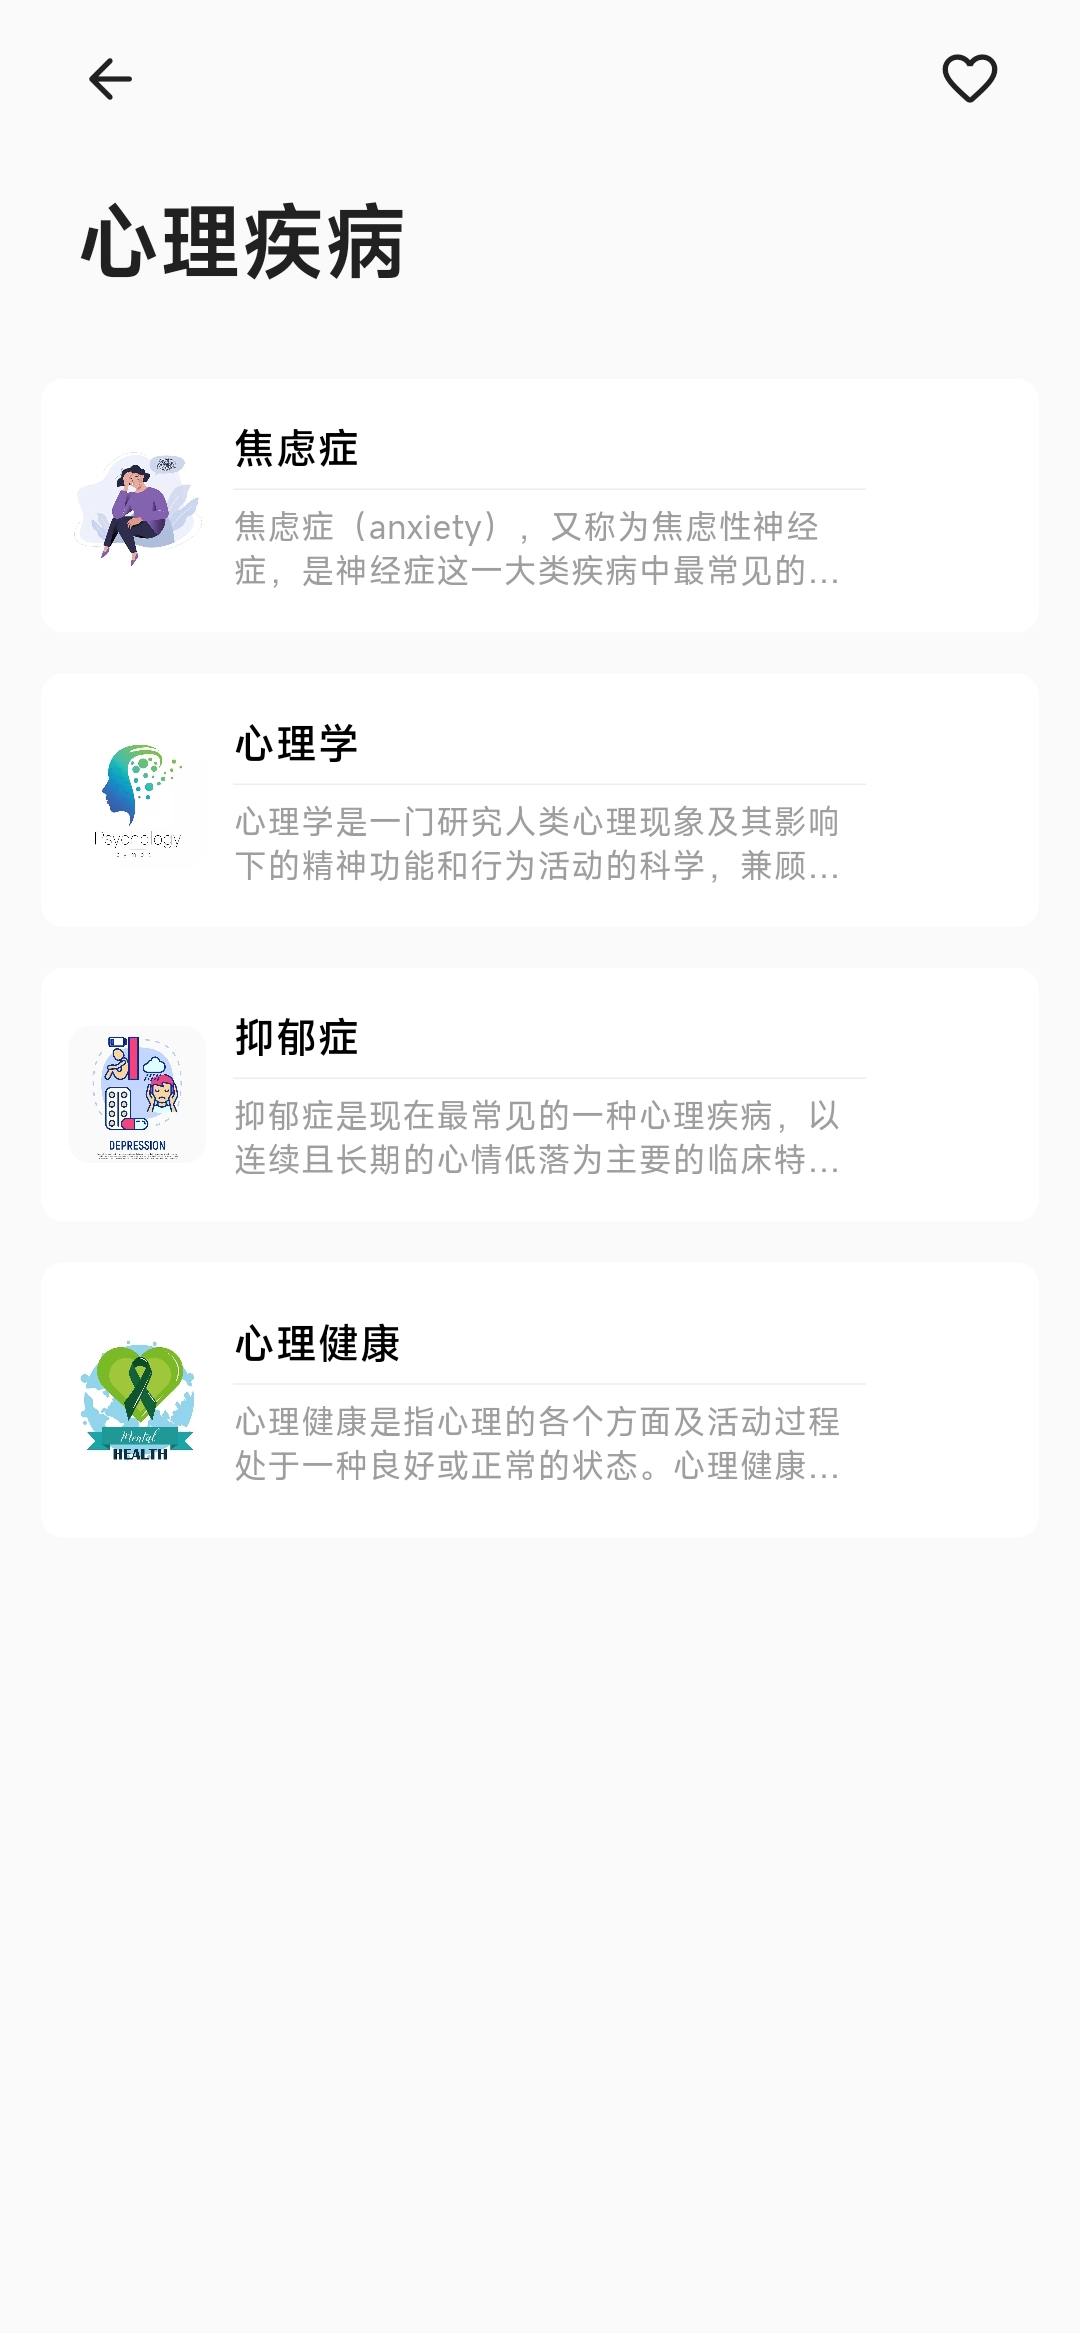 心理疾病
焦虑症
焦虑症（anxiety），又称为焦虑性神经
症，是神经症这一大类疾病中最常见的...
心理学
心理学是一门研究人类心理现象及其影响
下的精神功能和行为活动的科学，兼顾...
Psychology
抑郁症
抑郁症是现在最常见的一种心理疾病，以
连续且长期的心情低落为主要的临床特...
DEPRESSION
心理健康
心理健康是指心理的各个方面及活动过程
处于一种良好或正常的状态。心理健康...
Mental
HEALTH